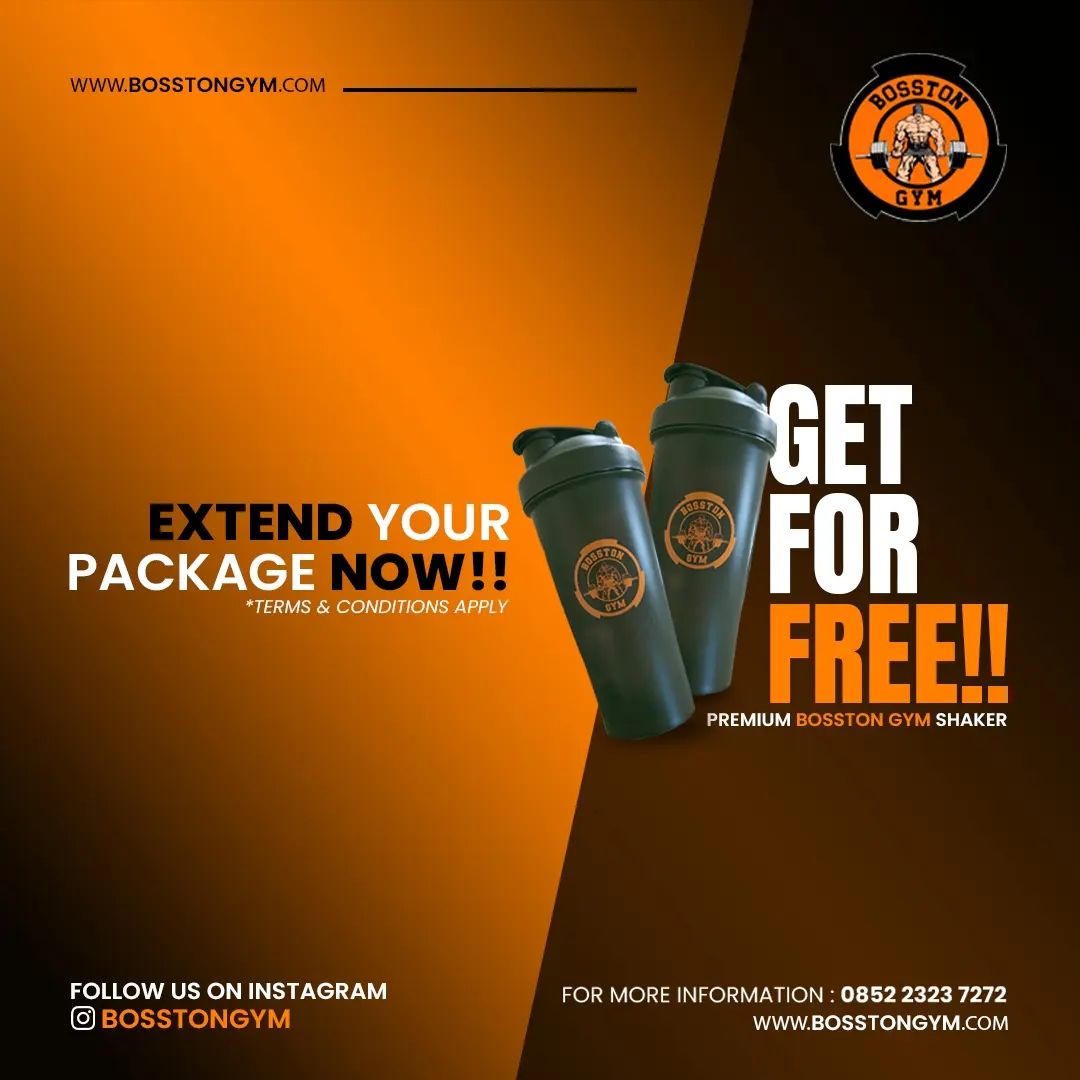 WWW.BOSSTONGYM.COM
BOSSTON
GYM
GET
FOR
FREE!!
PREMIUM BOSSTON GYM SHAKER
EXTEND YOUR
PACKAGE NOW!!
*TERMS & CONDITIONS APPLY
BOSSTON
GYM
BOSSTON
GYM
FOLLOW US ON INSTAGRAM
BOSSTONGYM
FOR MORE INFORMATION : 0852 2323 7272
WWW.BOSSTONGYM.COM